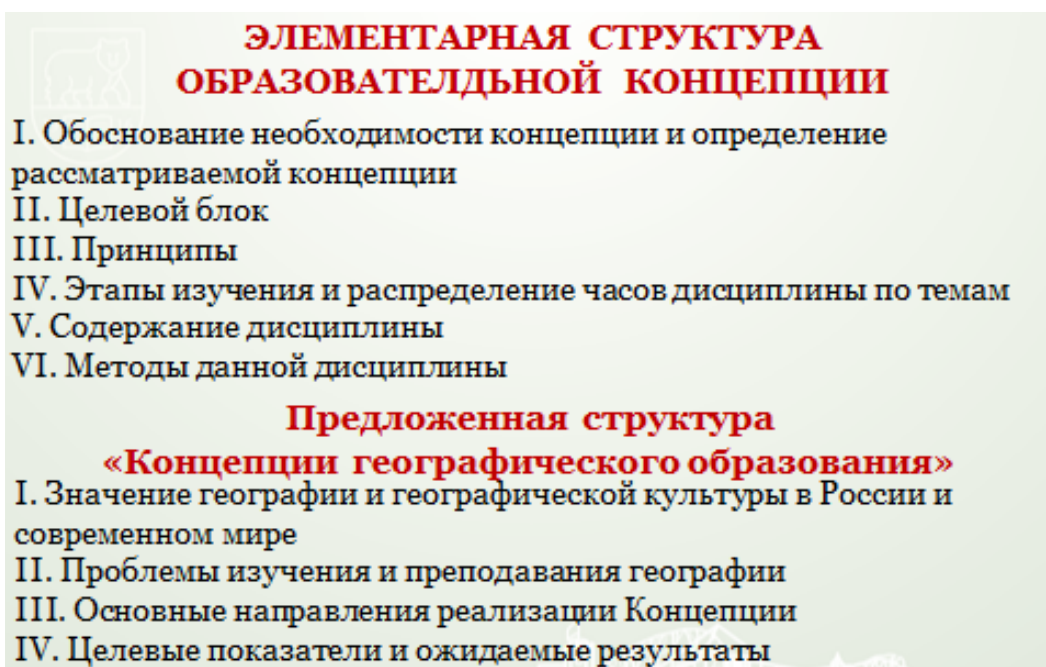 ЭЛЕМЕНТАРНАЯ СТРУКТУРА
ОБРАЗОВАТЕЛДЬНОЙ КОНЦЕПЦИИ
I. Обоснование необходимости концепции и определение
рассматриваемой концепции
II. Целевой блок
III. Принципы
IV. Этапы изучения и распределение часов дисциплины по темам
V. Содержание дисциплины
VI. Методы данной дисциплины
Предложенная структура
«Концепции географического образования»
I. Значение географии и географической культуры в России и
современном мире
II. Проблемы изучения и преподавания географии
III. Основные направления реализации Концепции
IV. Целевые показатели и ожидаемые результаты